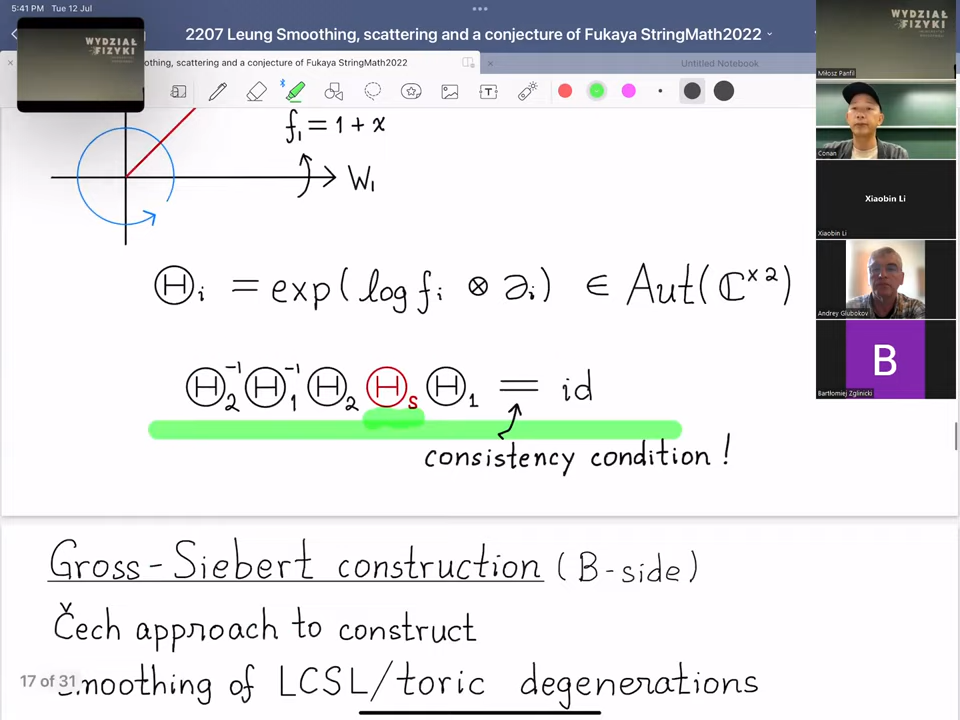 5:41 PM Tue 12 Jul
2207 Leung Smoothing, scattering and a conjecture of Fukaya StringMath2022
WYDZIAŁ
FIZYKI
othing, scattering and a conjecture of Fukaya StringMath2022
Untitled Notebook
f₁ = 1 + x
W₁
Θᵢ = exp( log fᵢ ⊗ ∂ᵢ ) ∈ Aut( ℂ^×2 )
Θ₂⁻¹ Θ₁⁻¹ Θ₂ Θₛ Θ₁ = id
consistency condition !
Gross-Siebert construction (B-side)
Čech approach to construct
smoothing of LCSL/toric degenerations
17 of 31
WYDZIAŁ
FIZYKI
Miłosz Panfil
Conan
Xiaobin Li
Xiaobin Li
Andrey Glubokov
B
Bartłomiej Zglinicki